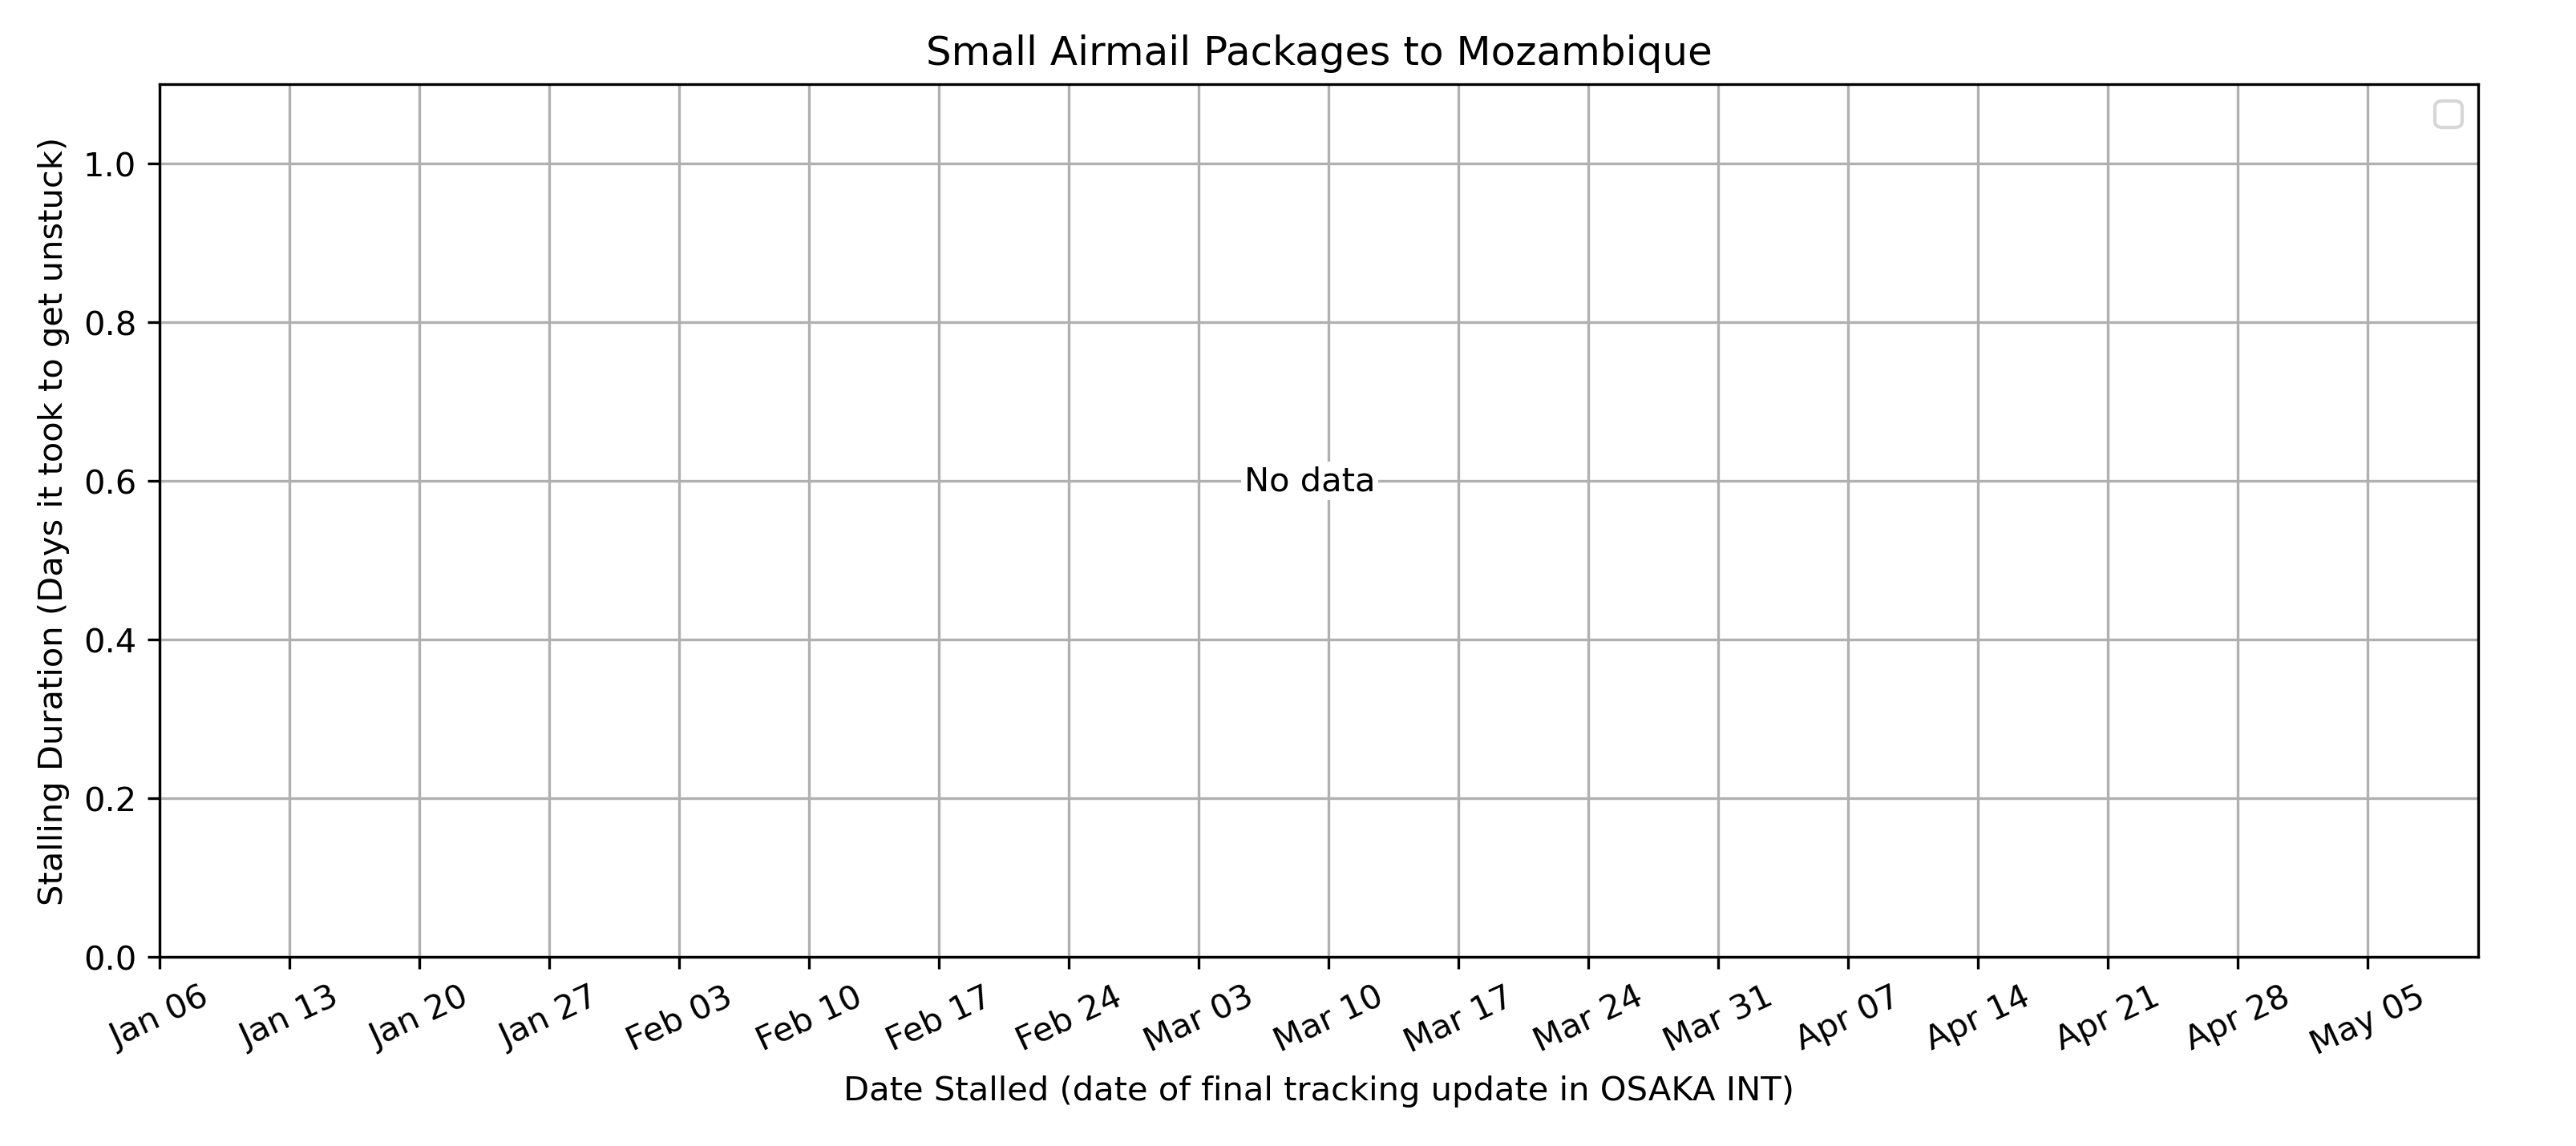 Small Airmail Packages to Mozambique
Stalling Duration (Days it took to get unstuck)
1.0
0.8
0.6
0.4
0.2
0.0
No data
Jan 06
Jan 13
Jan 20
Jan 27
Feb 03
Feb 10
Feb 17
Feb 24
Mar 03
Mar 10
Mar 17
Mar 24
Mar 31
Apr 07
Apr 14
Apr 21
Apr 28
May 05
Date Stalled (date of final tracking update in OSAKA INT)